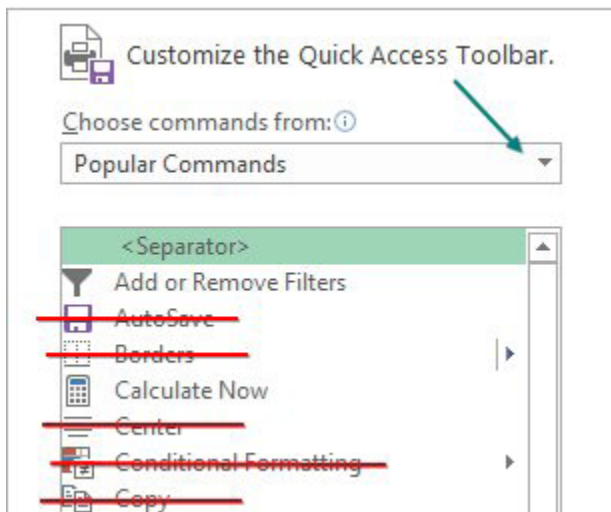 Customize the Quick Access Toolbar.
Choose commands from:
Popular Commands
<Separator>
Add or Remove Filters
AutoSave
Borders
Calculate Now
Center
Conditional Formatting
Copy